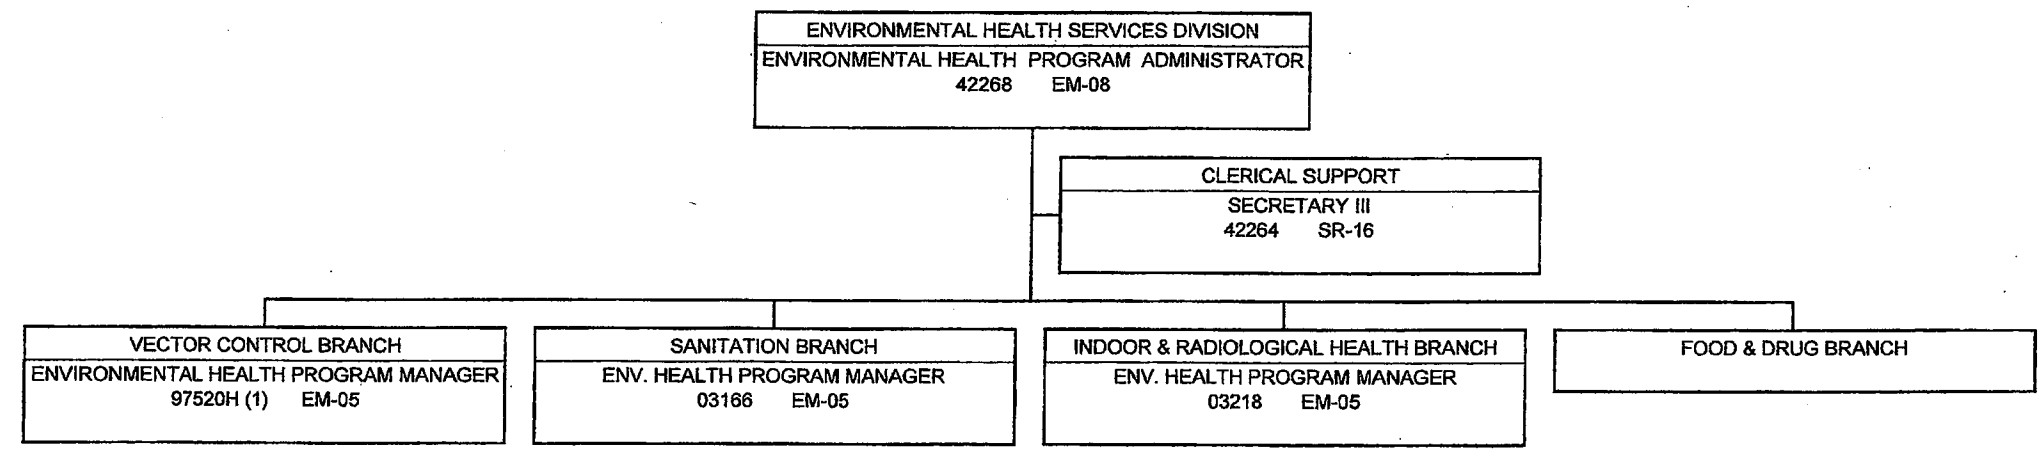 ENVIRONMENTAL HEALTH SERVICES DIVISION
ENVIRONMENTAL HEALTH PROGRAM ADMINISTRATOR
42268 EM-08
CLERICAL SUPPORT
SECRETARY III
42264 SR-16
VECTOR CONTROL BRANCH
ENVIRONMENTAL HEALTH PROGRAM MANAGER
97520H (1) EM-05
SANITATION BRANCH
ENV. HEALTH PROGRAM MANAGER
03166 EM-05
INDOOR & RADIOLOGICAL HEALTH BRANCH
ENV. HEALTH PROGRAM MANAGER
03218 EM-05
FOOD & DRUG BRANCH